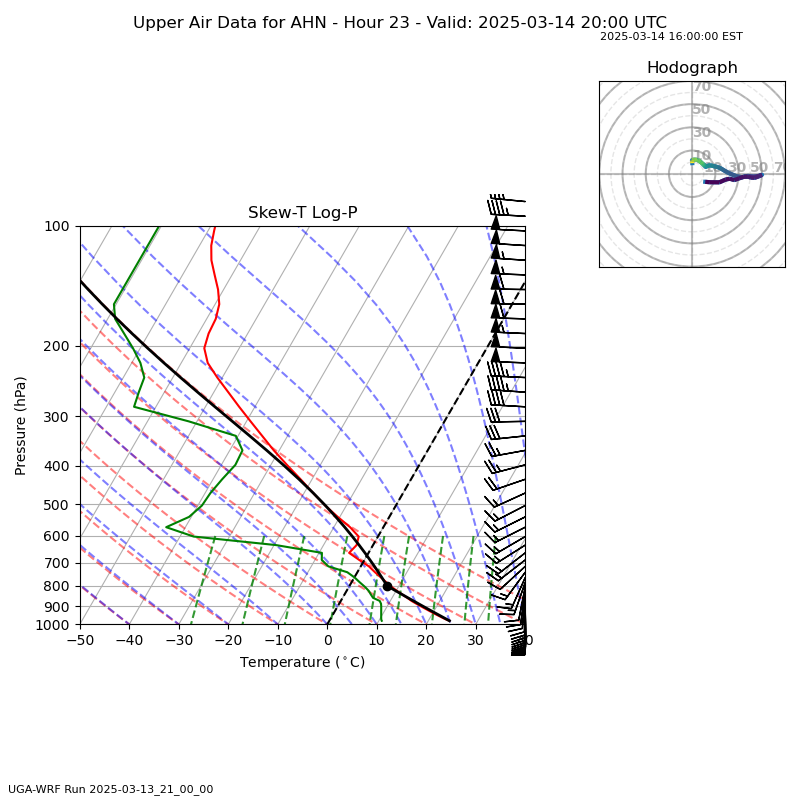 Upper Air Data for AHN - Hour 23 - Valid: 2025-03-14 20:00 UTC
2025-03-14 16:00:00 EST
Hodograph
70
50
30
10
10 30 50 70
Skew-T Log-P
100
200
300
400
500
600
700
800
900
1000
Pressure (hPa)
−50 −40 −30 −20 −10 0 10 20 30 40
Temperature (°C)
UGA-WRF Run 2025-03-13_21_00_00